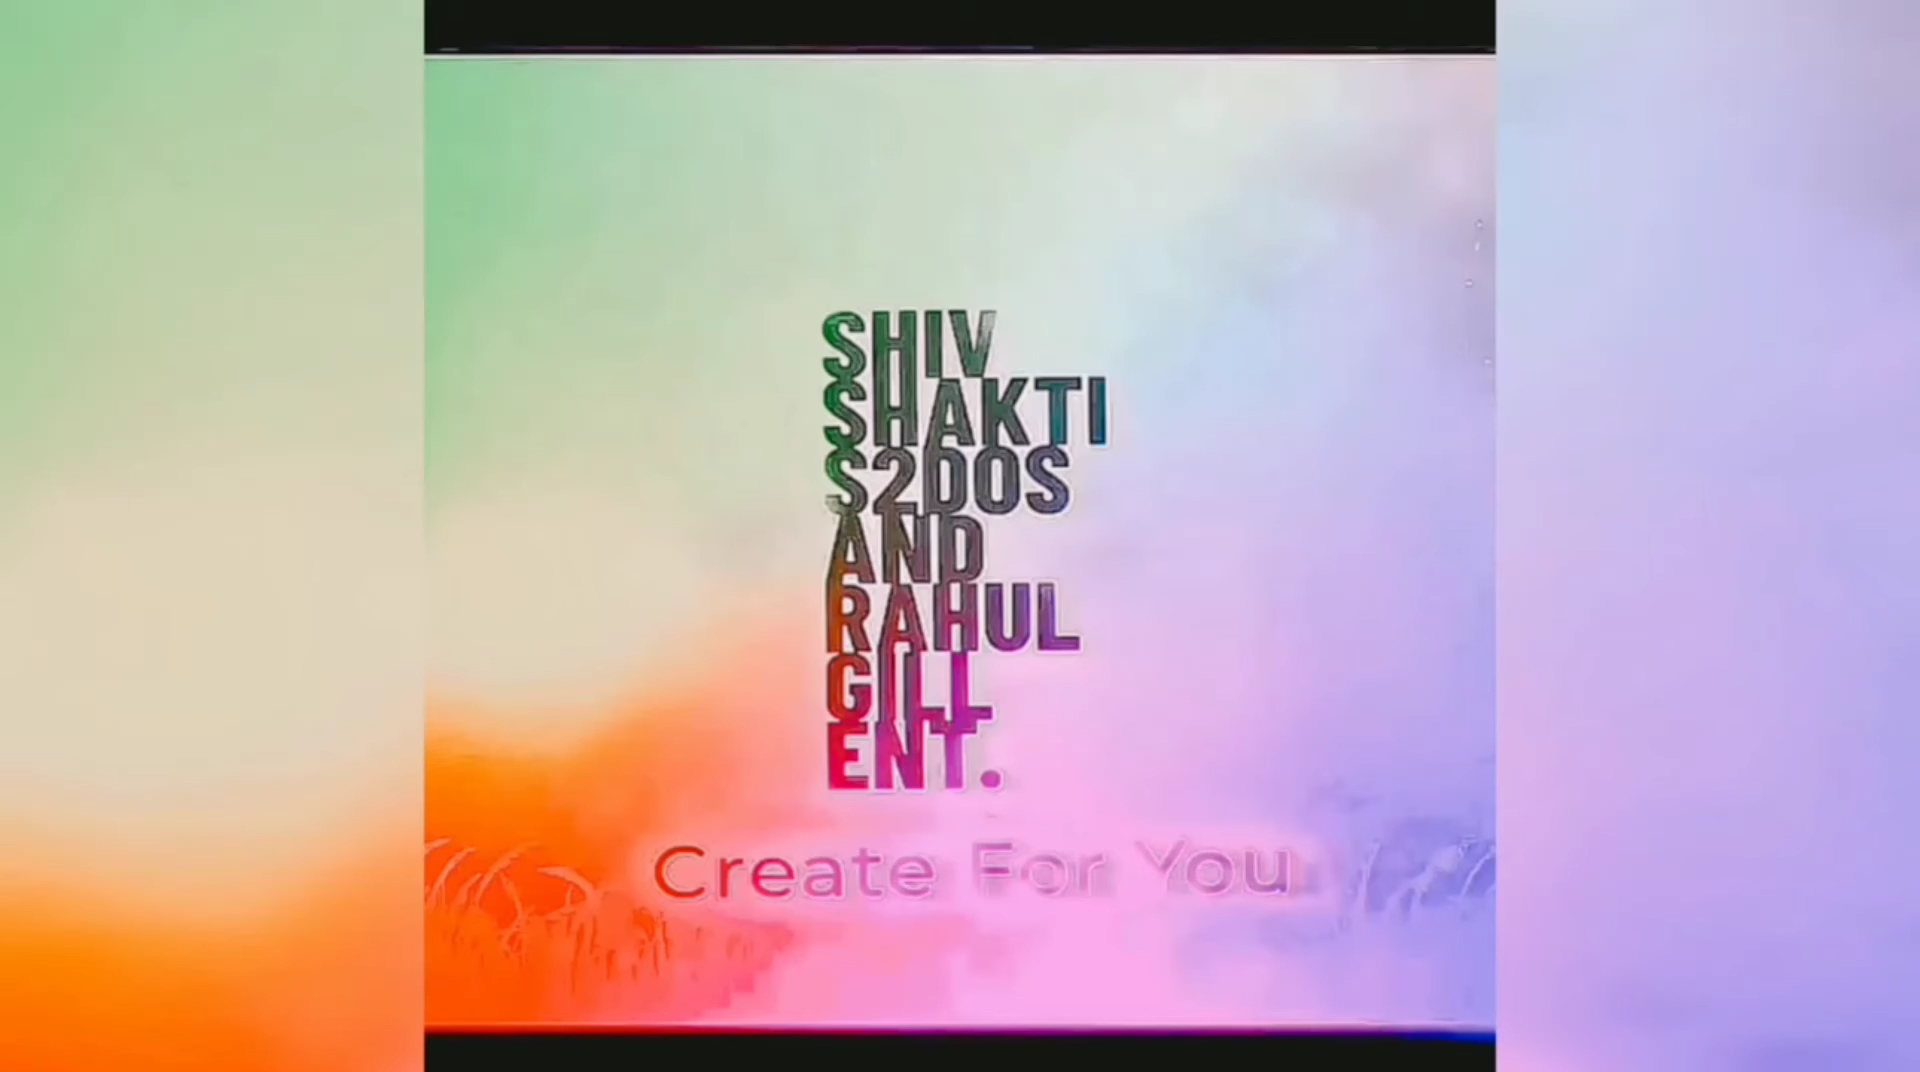 SHIV
SHAKTI
S2DOS
AND
RAHUL
GILL
ENT.
Create For You